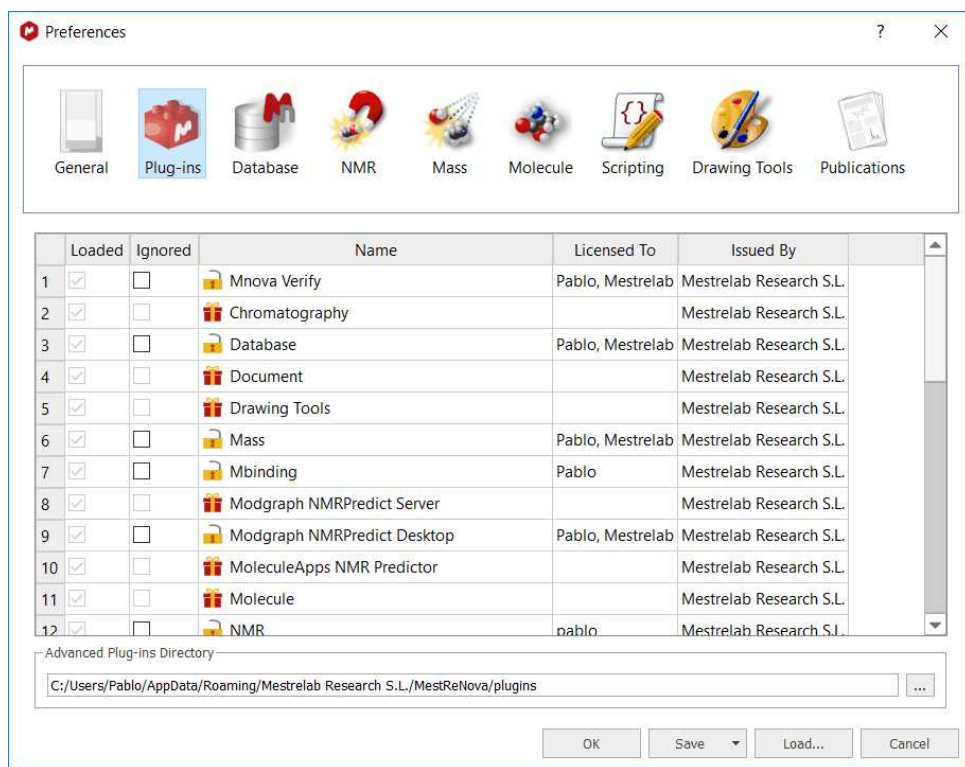 Preferences
?
General Plug-ins Database NMR Mass Molecule Scripting Drawing Tools Publications
Loaded Ignored Name Licensed To Issued By
1 Mnova Verify Pablo, Mestrelab Mestrelab Research S.L.
2 Chromatography Mestrelab Research S.L.
3 Database Pablo, Mestrelab Mestrelab Research S.L.
4 Document Mestrelab Research S.L.
5 Drawing Tools Mestrelab Research S.L.
6 Mass Pablo, Mestrelab Mestrelab Research S.L.
7 Mbinding Pablo Mestrelab Research S.L.
8 Modgraph NMRPredict Server Mestrelab Research S.L.
9 Modgraph NMRPredict Desktop Pablo, Mestrelab Mestrelab Research S.L.
10 MoleculeApps NMR Predictor Mestrelab Research S.L.
11 Molecule Mestrelab Research S.L.
12 NMR pablo Mestrelab Research S.L.
Advanced Plug-ins Directory
C:/Users/Pablo/AppData/Roaming/Mestrelab Research S.L./MestReNova/plugins
...
OK Save Load... Cancel